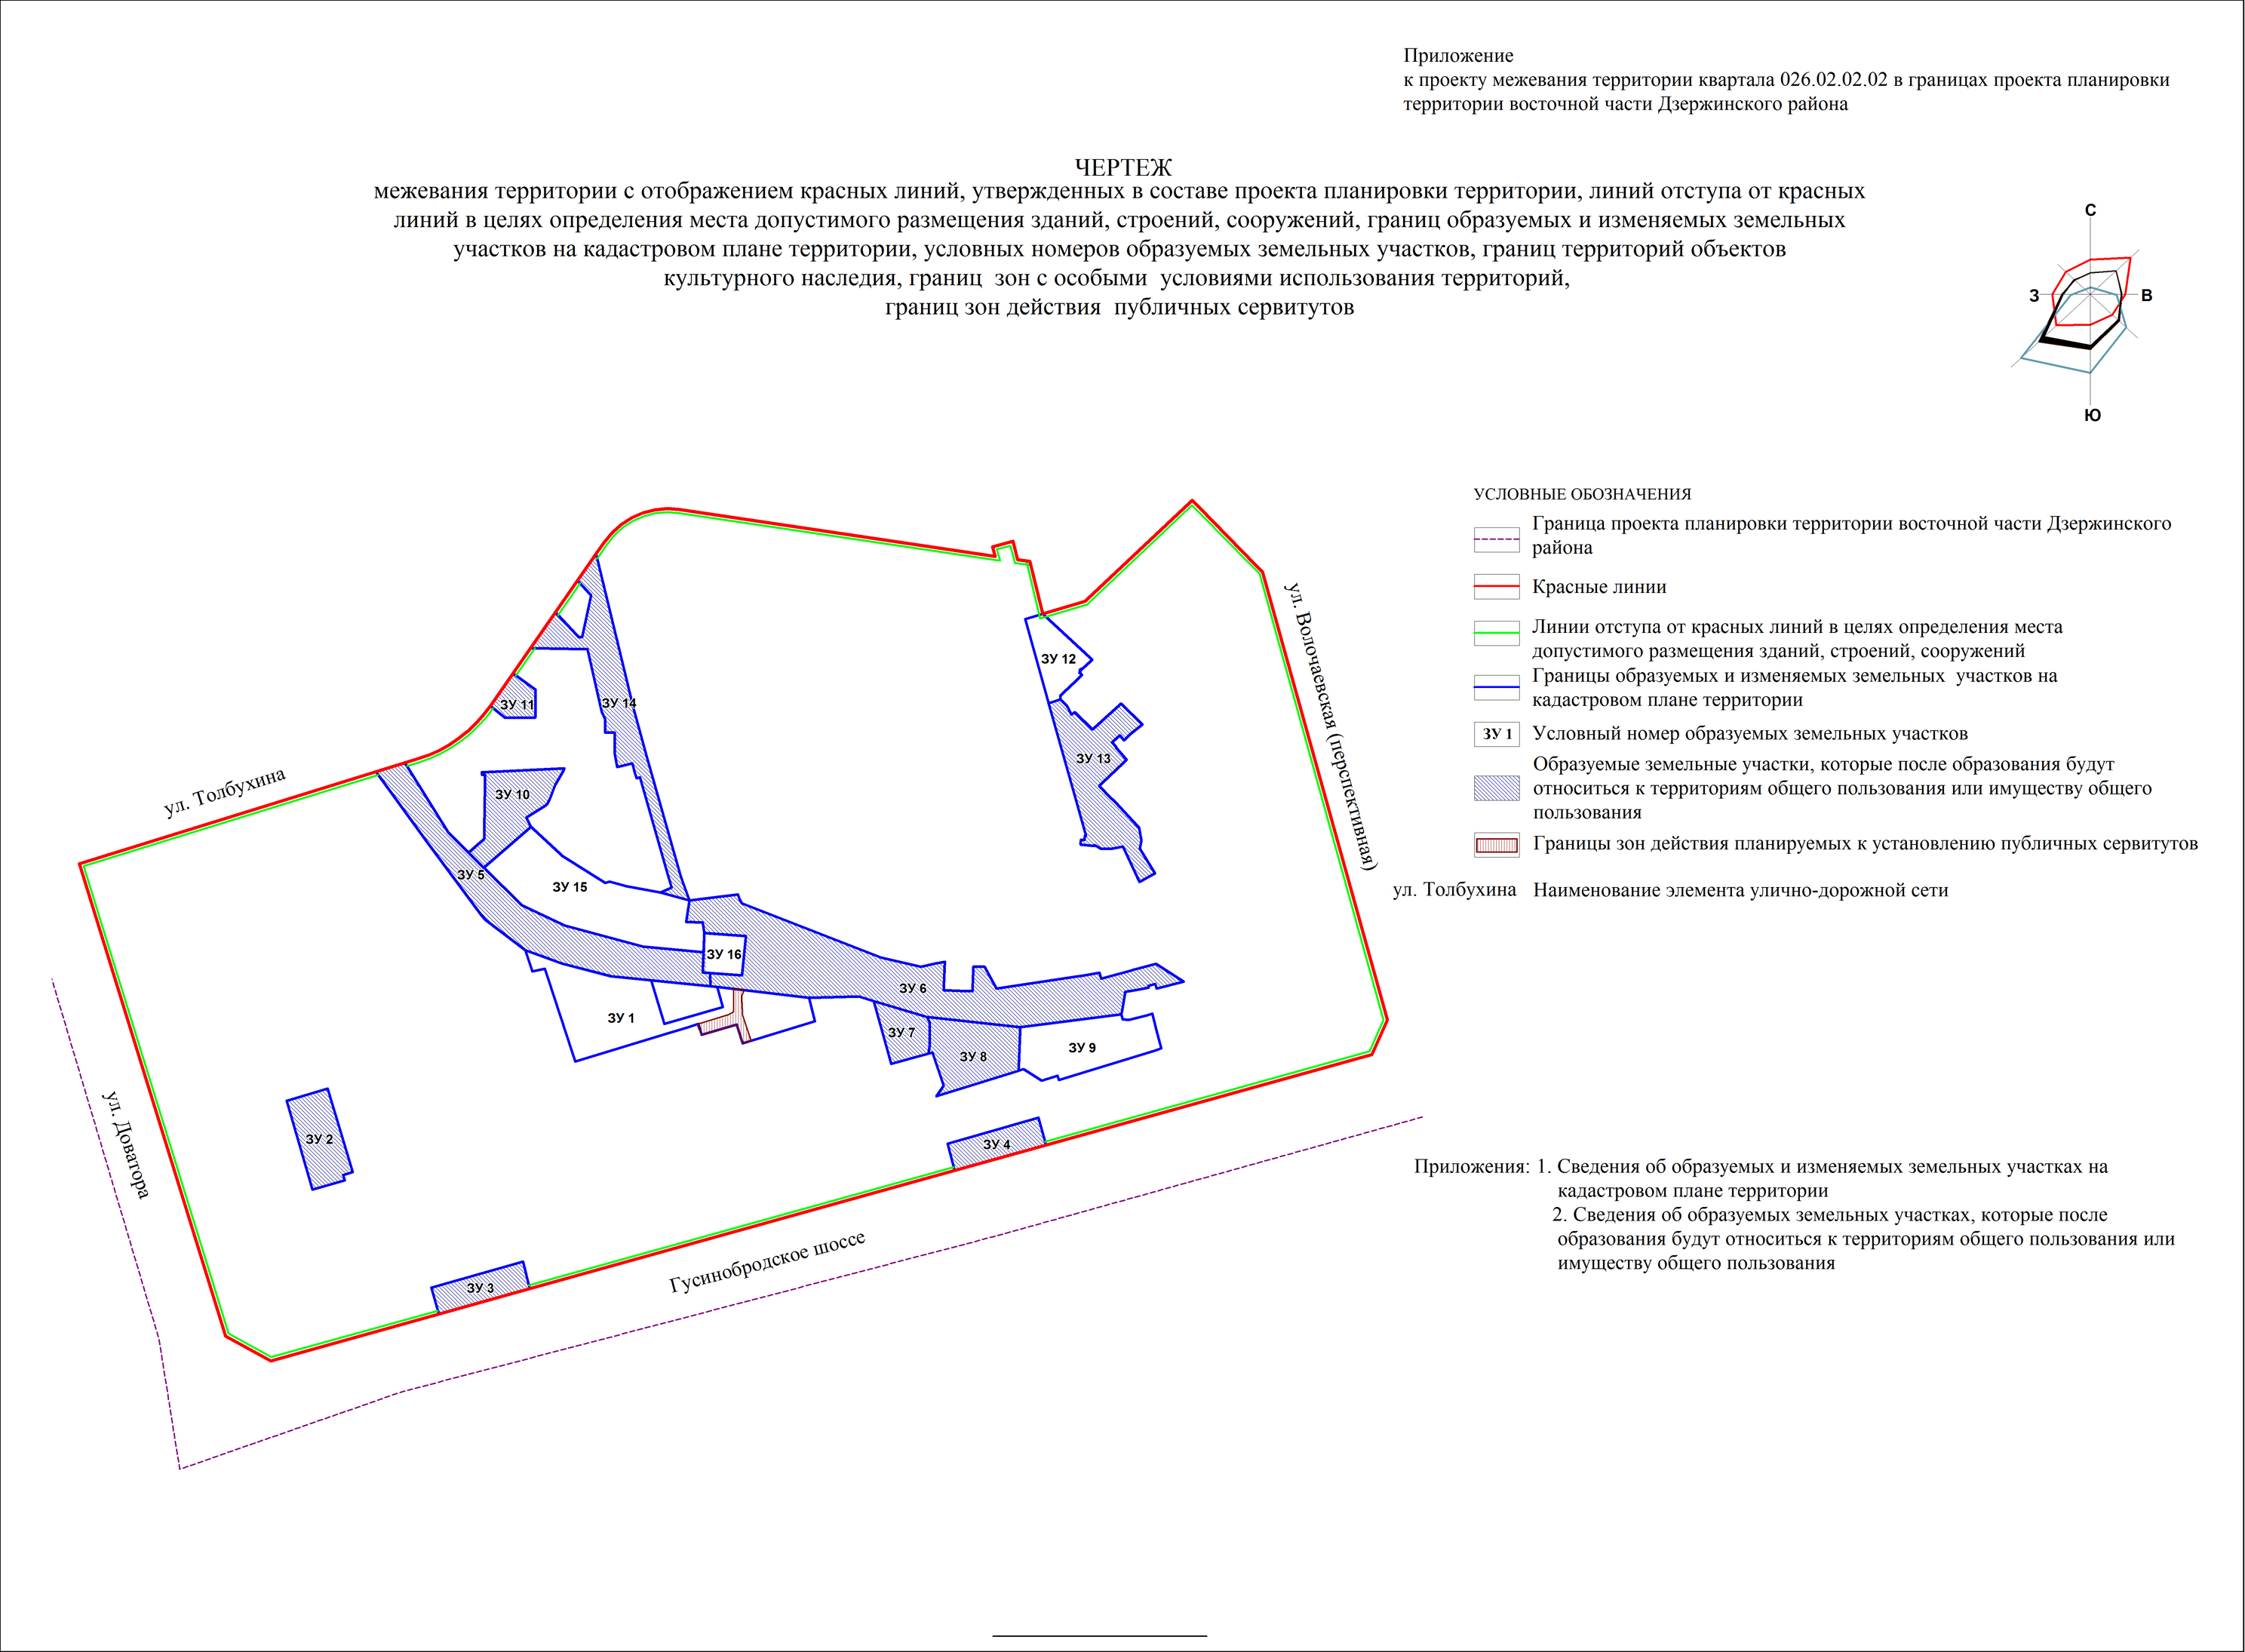 Приложение
к проекту межевания территории квартала 026.02.02.02 в границах проекта планировки
территории восточной части Дзержинского района
ЧЕРТЕЖ
межевания территории с отображением красных линий, утвержденных в составе проекта планировки территории, линий отступа от красных
линий в целях определения места допустимого размещения зданий, строений, сооружений, границ образуемых и изменяемых земельных
участков на кадастровом плане территории, условных номеров образуемых земельных участков, границ территорий объектов
культурного наследия, границ зон с особыми условиями использования территорий,
границ зон действия публичных сервитутов
С
З
В
Ю
УСЛОВНЫЕ ОБОЗНАЧЕНИЯ
Граница проекта планировки территории восточной части Дзержинского
района
Красные линии
Линии отступа от красных линий в целях определения места
допустимого размещения зданий, строений, сооружений
Границы образуемых и изменяемых земельных участков на
кадастровом плане территории
ЗУ 1 Условный номер образуемых земельных участков
Образуемые земельные участки, которые после образования будут
относиться к территориям общего пользования или имуществу общего
пользования
Границы зон действия планируемых к установлению публичных сервитутов
ул. Толбухина Наименование элемента улично-дорожной сети
ул. Волочаевская (перспективная)
ЗУ 12
ЗУ 11
ЗУ 14
ЗУ 13
ул. Толбухина
ЗУ 10
ЗУ 5
ЗУ 15
ЗУ 16
ЗУ 6
ЗУ 1
ЗУ 7
ЗУ 8
ЗУ 9
ул. Доватора
ЗУ 2
ЗУ 4
Гусинобродское шоссе
ЗУ 3
Приложения: 1. Сведения об образуемых и изменяемых земельных участках на
кадастровом плане территории
2. Сведения об образуемых земельных участках, которые после
образования будут относиться к территориям общего пользования или
имуществу общего пользования